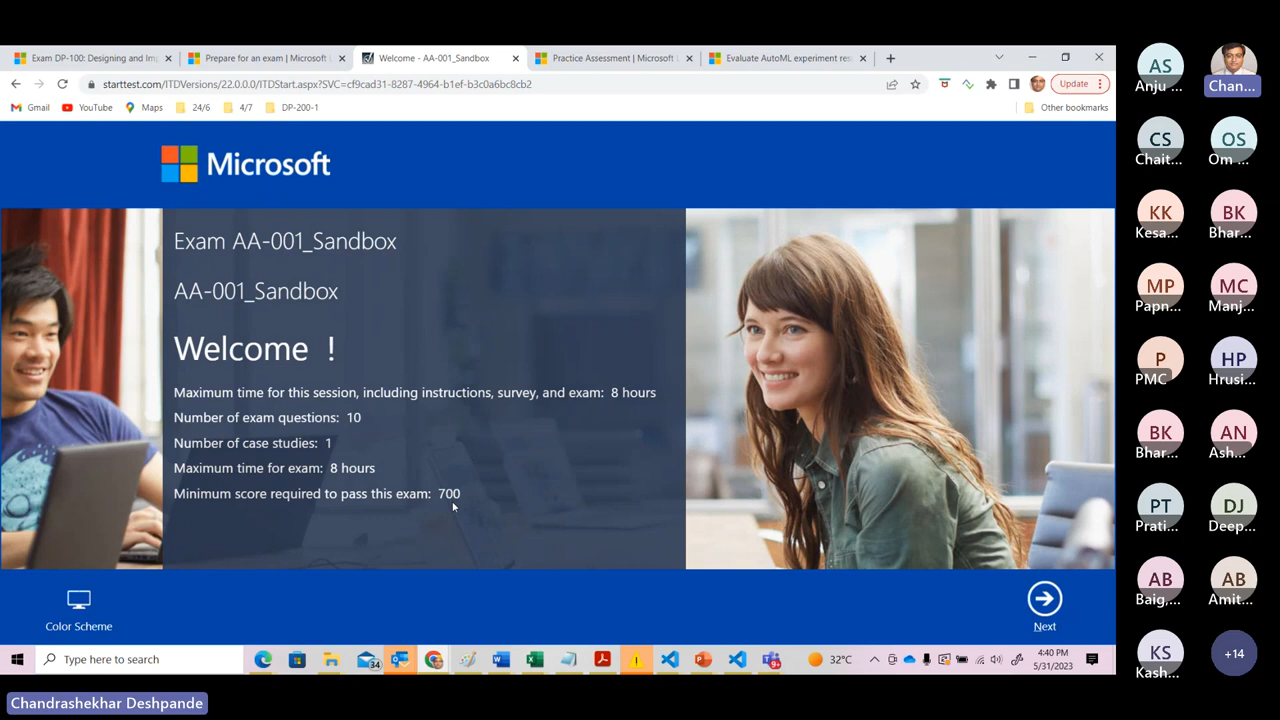 Exam DP-100: Designing and Im
Prepare for an exam | Microsoft
Welcome - AA-001_Sandbox
Practice Assessment | Microsoft
Evaluate AutoML experiment res
starttest.com/ITDVersions/22.0.0.0/ITDStart.aspx?SVC=cf9cad31-8287-4964-b1ef-b3c0a6bc8cb2
Update
Gmail
YouTube
Maps
24/6
4/7
DP-200-1
Other bookmarks
Microsoft
Exam AA-001_Sandbox
AA-001_Sandbox
Welcome !
Maximum time for this session, including instructions, survey, and exam: 8 hours
Number of exam questions: 10
Number of case studies: 1
Maximum time for exam: 8 hours
Minimum score required to pass this exam: 700
Color Scheme
Next
Type here to search
34
9+
32°C
4:40 PM
5/31/2023
Chandrashekhar Deshpande
AS
Anju ...
Chan...
CS
Chait...
OS
Om ...
KK
Kesa...
BK
Bhar...
MP
Papn...
MC
Manj...
P
PMC
HP
Hrusi...
BK
Bhar...
AN
Ash...
PT
Prati...
DJ
Deep...
AB
Baig,...
AB
Amit...
KS
Kash...
+14